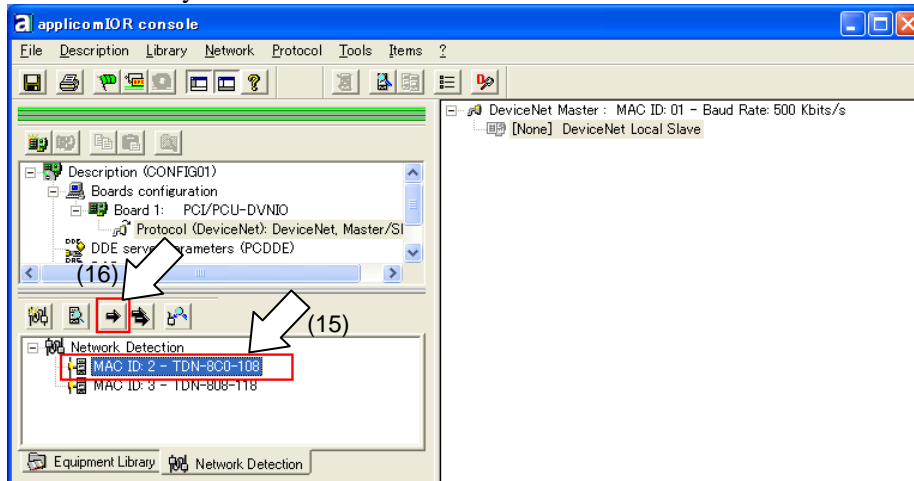 applicomIOR console
File Description Library Network Protocol Tools Items ?
DeviceNet Master : MAC ID: 01 - Baud Rate: 500 Kbits/s
[None] DeviceNet Local Slave
Description (CONFIG01)
Boards configuration
Board 1: PCI/PCU-DVNIO
Protocol (DeviceNet): DeviceNet, Master/Sl
DDE server parameters (PCDDE)
(16)
(15)
Network Detection
MAC ID: 2 - TDN-8C0-108
MAC ID: 3 - TDN-808-118
Equipment Library Network Detection